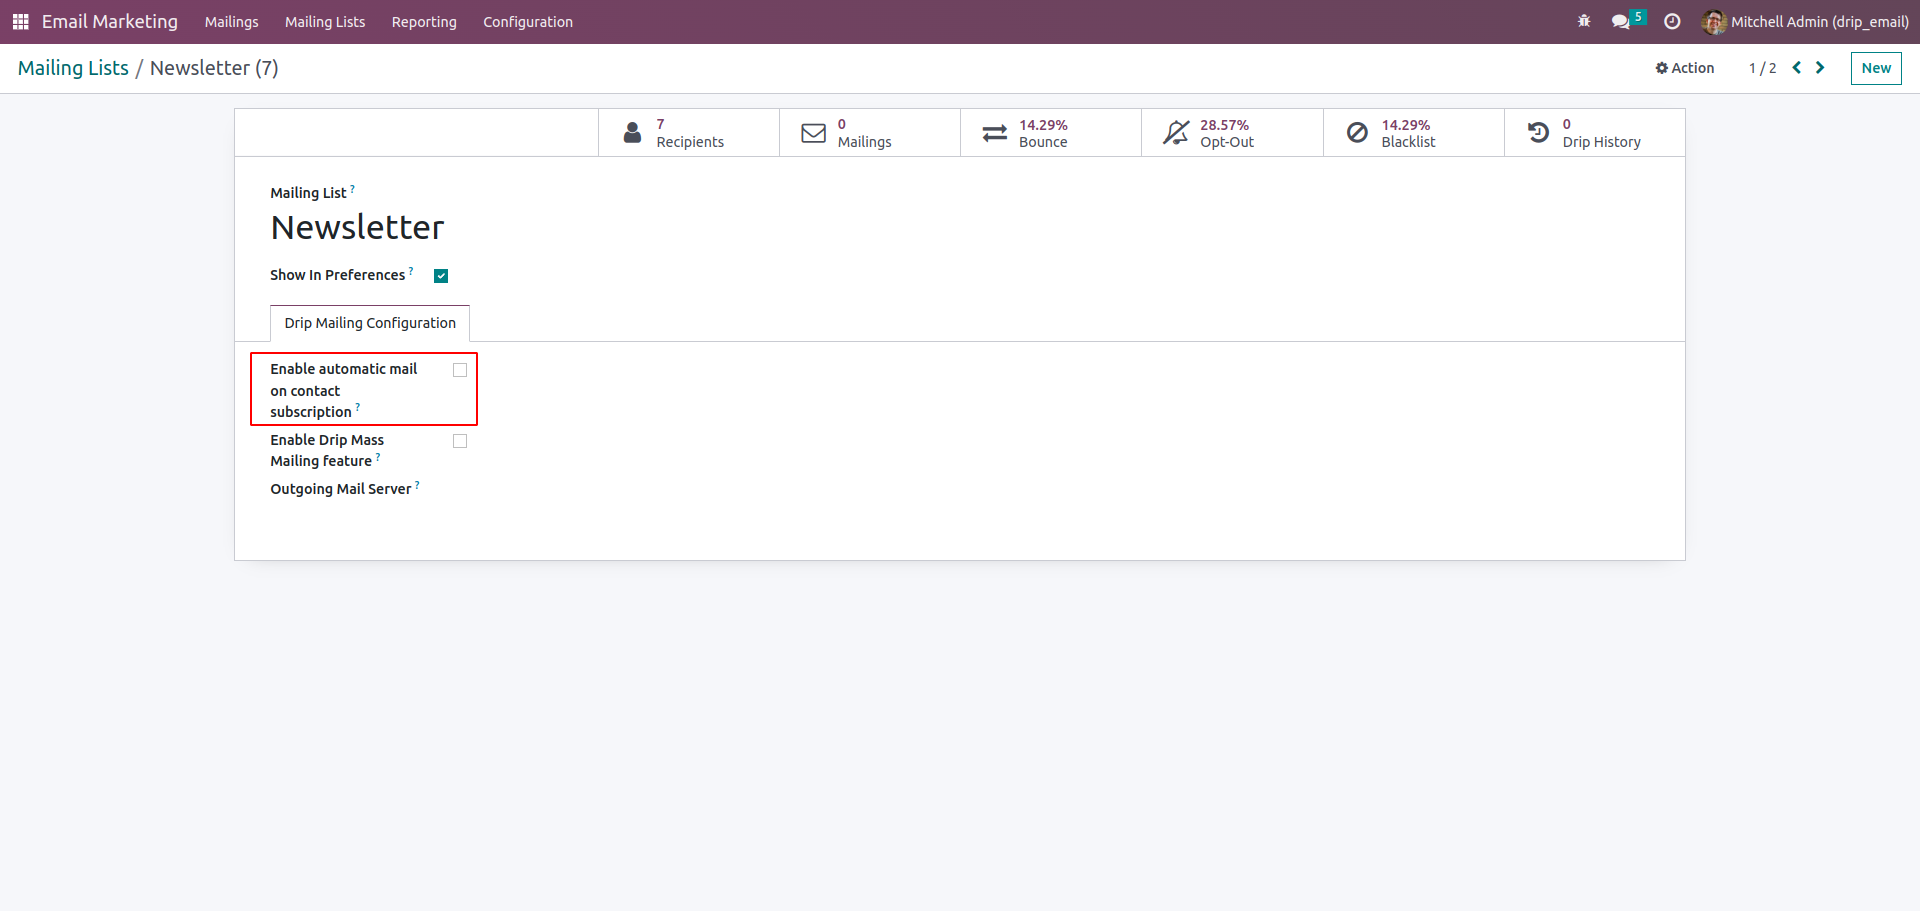 Email Marketing Mailings Mailing Lists Reporting Configuration 5 Mitchell Admin (drip_email)
Mailing Lists / Newsletter (7) Action 1 / 2 New
7 0 14.29% 28.57% 14.29% 0
Recipients Mailings Bounce Opt-Out Blacklist Drip History
Mailing List ?
Newsletter
Show In Preferences ?
Drip Mailing Configuration
Enable automatic mail
on contact
subscription ?
Enable Drip Mass
Mailing feature ?
Outgoing Mail Server ?